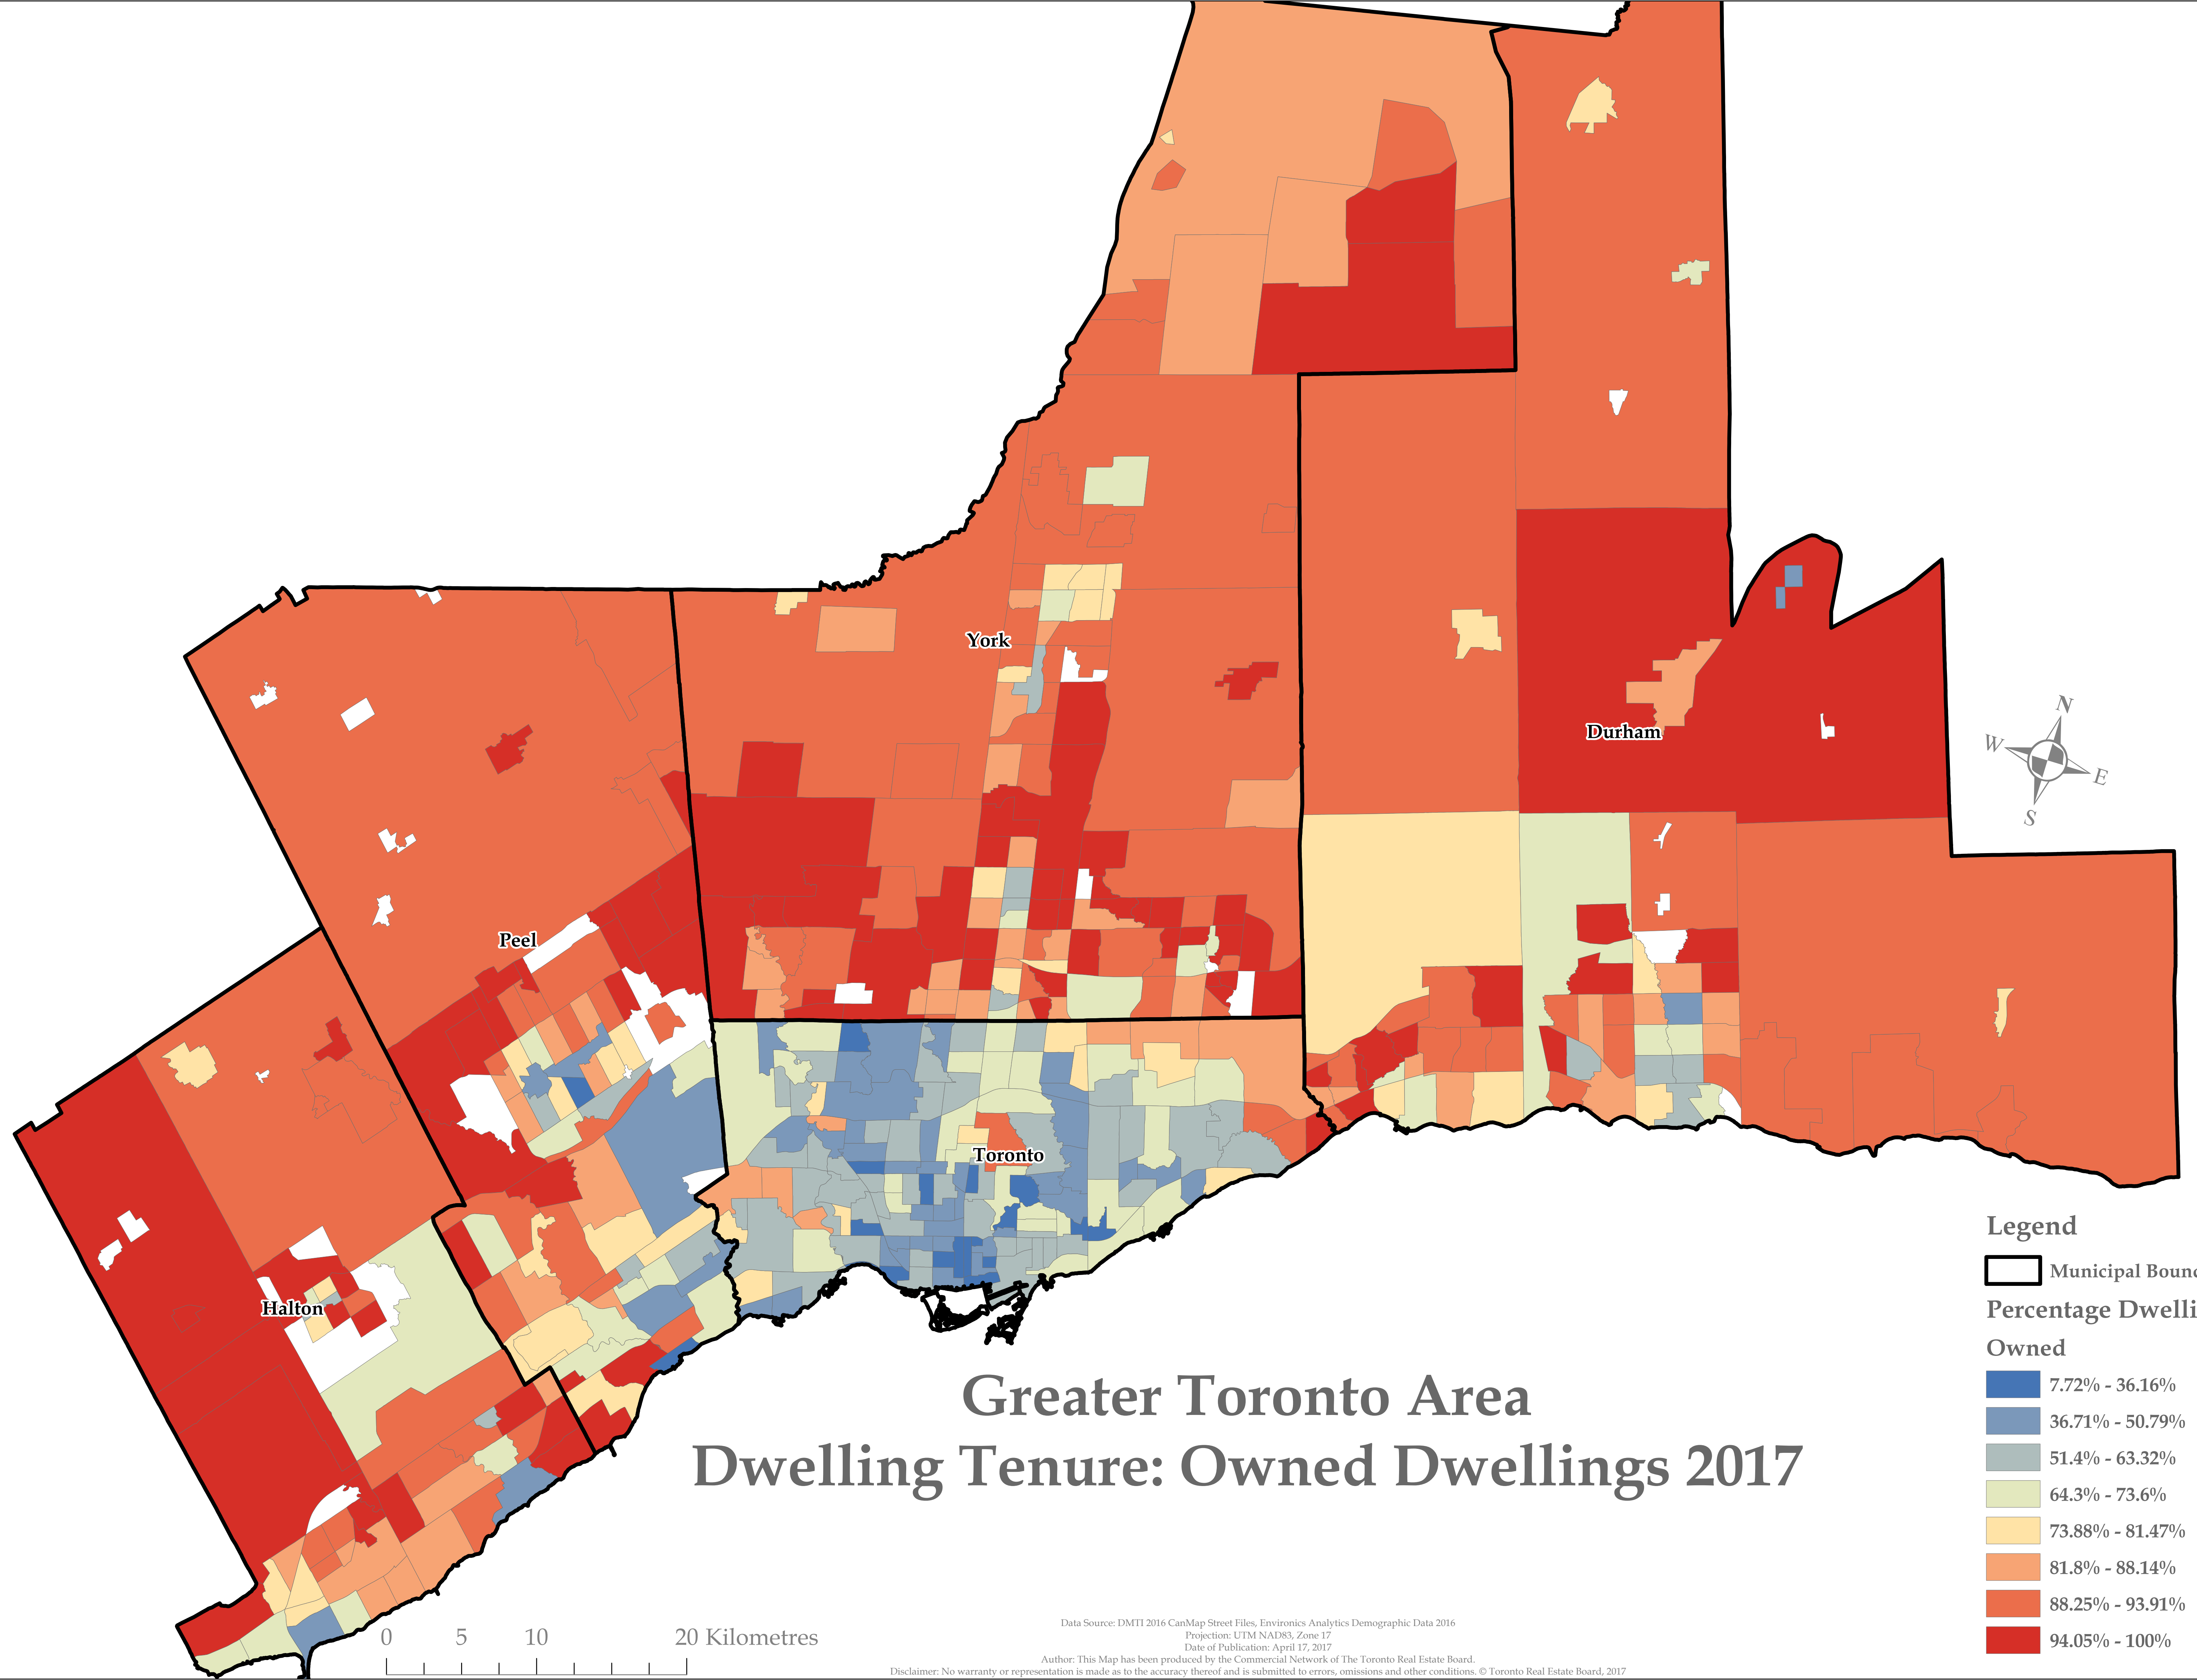 York
Durham
N
W
E
S
Peel
Toronto
Halton
Greater Toronto Area
Dwelling Tenure: Owned Dwellings 2017
Legend
Municipal Bound
Percentage Dwelli
Owned
7.72% - 36.16%
36.71% - 50.79%
51.4% - 63.32%
64.3% - 73.6%
73.88% - 81.47%
81.8% - 88.14%
88.25% - 93.91%
94.05% - 100%
0 5 10 20 Kilometres
Data Source: DMTI 2016 CanMap Street Files, Environics Analytics Demographic Data 2016
Projection: UTM NAD83, Zone 17
Date of Publication: April 17, 2017
Author: This Map has been produced by the Commercial Network of The Toronto Real Estate Board.
Disclaimer: No warranty or representation is made as to the accuracy thereof and is submitted to errors, omissions and other conditions. © Toronto Real Estate Board, 2017